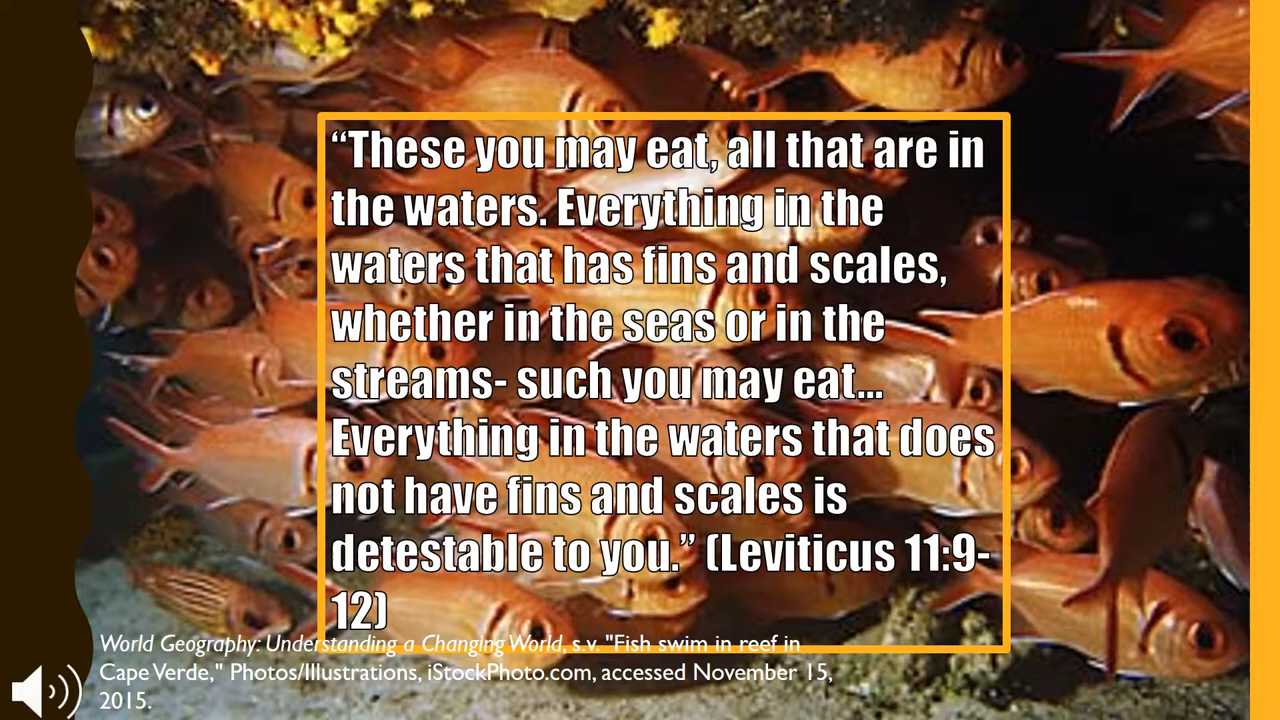 “These you may eat, all that are in
the waters. Everything in the
waters that has fins and scales,
whether in the seas or in the
streams- such you may eat...
Everything in the waters that does
not have fins and scales is
detestable to you.” (Leviticus 11:9-
12)
World Geography: Understanding a Changing World, s.v. "Fish swim in reef in
Cape Verde," Photos/Illustrations, iStockPhoto.com, accessed November 15,
2015.